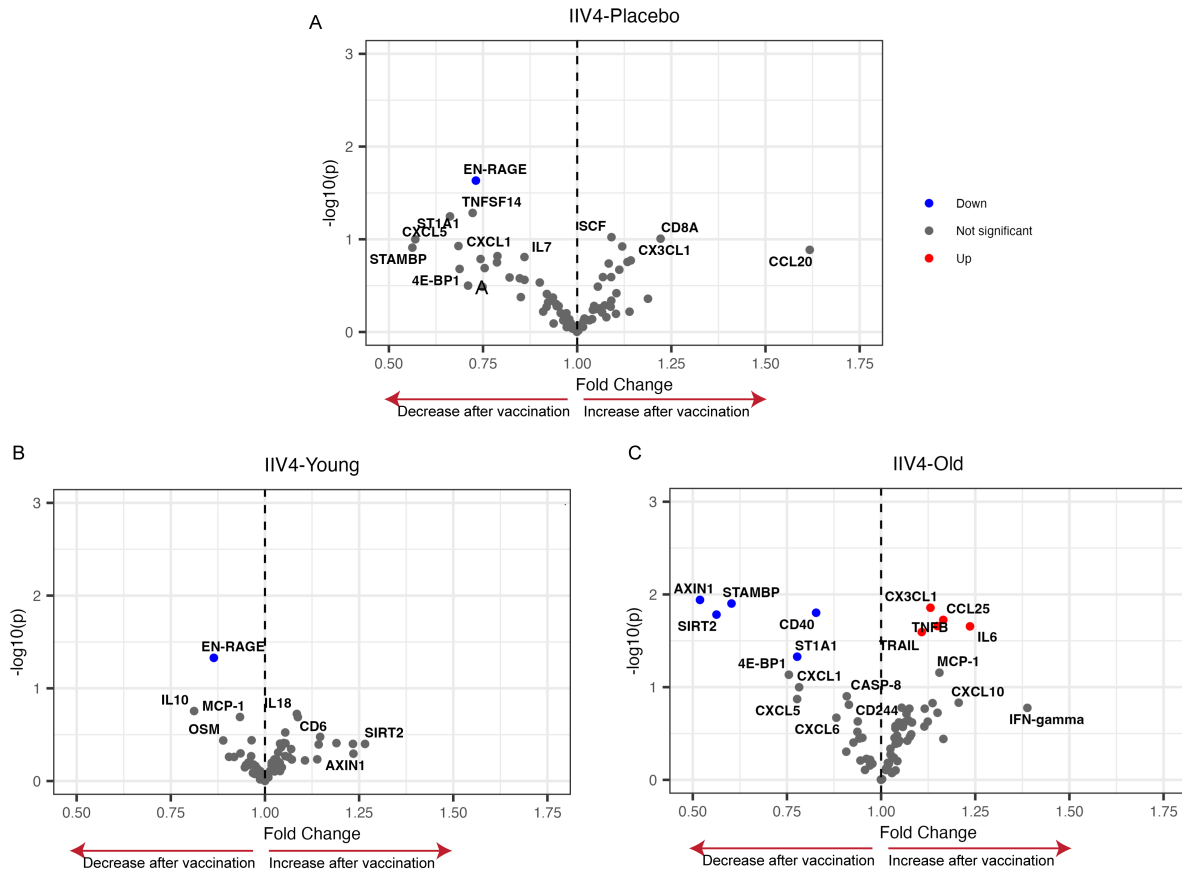 A
IIV4-Placebo
3
2
1
0
-log10(p)
EN-RAGE
TNFSF14
ST1A1
CXCL5
STAMBP
CXCL1
IL7
4E-BP1
A
SCF
CD8A
CX3CL1
CCL20
0.50 0.75 1.00 1.25 1.50 1.75
Fold Change
Decrease after vaccination Increase after vaccination
Down
Not significant
Up
B
IIV4-Young
3
2
1
0
-log10(p)
EN-RAGE
IL10
MCP-1
OSM
IL18
CD6
SIRT2
AXIN1
0.50 0.75 1.00 1.25 1.50 1.75
Fold Change
Decrease after vaccination Increase after vaccination
C
IIV4-Old
3
2
1
0
-log10(p)
AXIN1
STAMBP
SIRT2
CD40
ST1A1
4E-BP1
CXCL1
CXCL5
CASP-8
CD244
CXCL6
CX3CL1
CCL25
TNFB
IL6
TRAIL
MCP-1
CXCL10
IFN-gamma
0.50 0.75 1.00 1.25 1.50 1.75
Fold Change
Decrease after vaccination Increase after vaccination